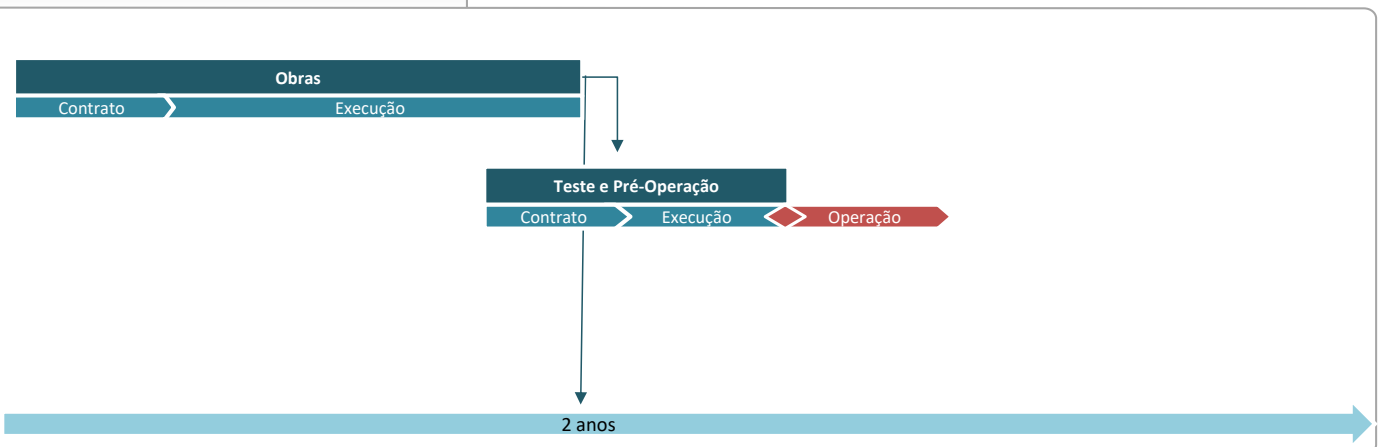 Obras
Contrato Execução
Teste e Pré-Operação
Contrato Execução Operação
2 anos